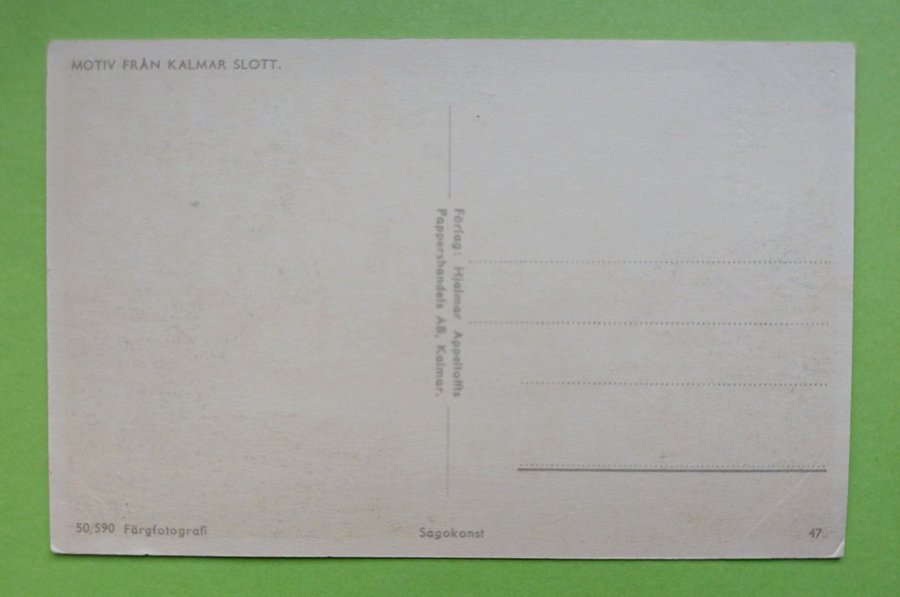 MOTIV FRÅN KALMAR SLOTT.
Förlag: Hjalmar Appeltoffts
Pappershandels AB, Kalmar.
50/590 Färgfotografi
Sagokonst
47.